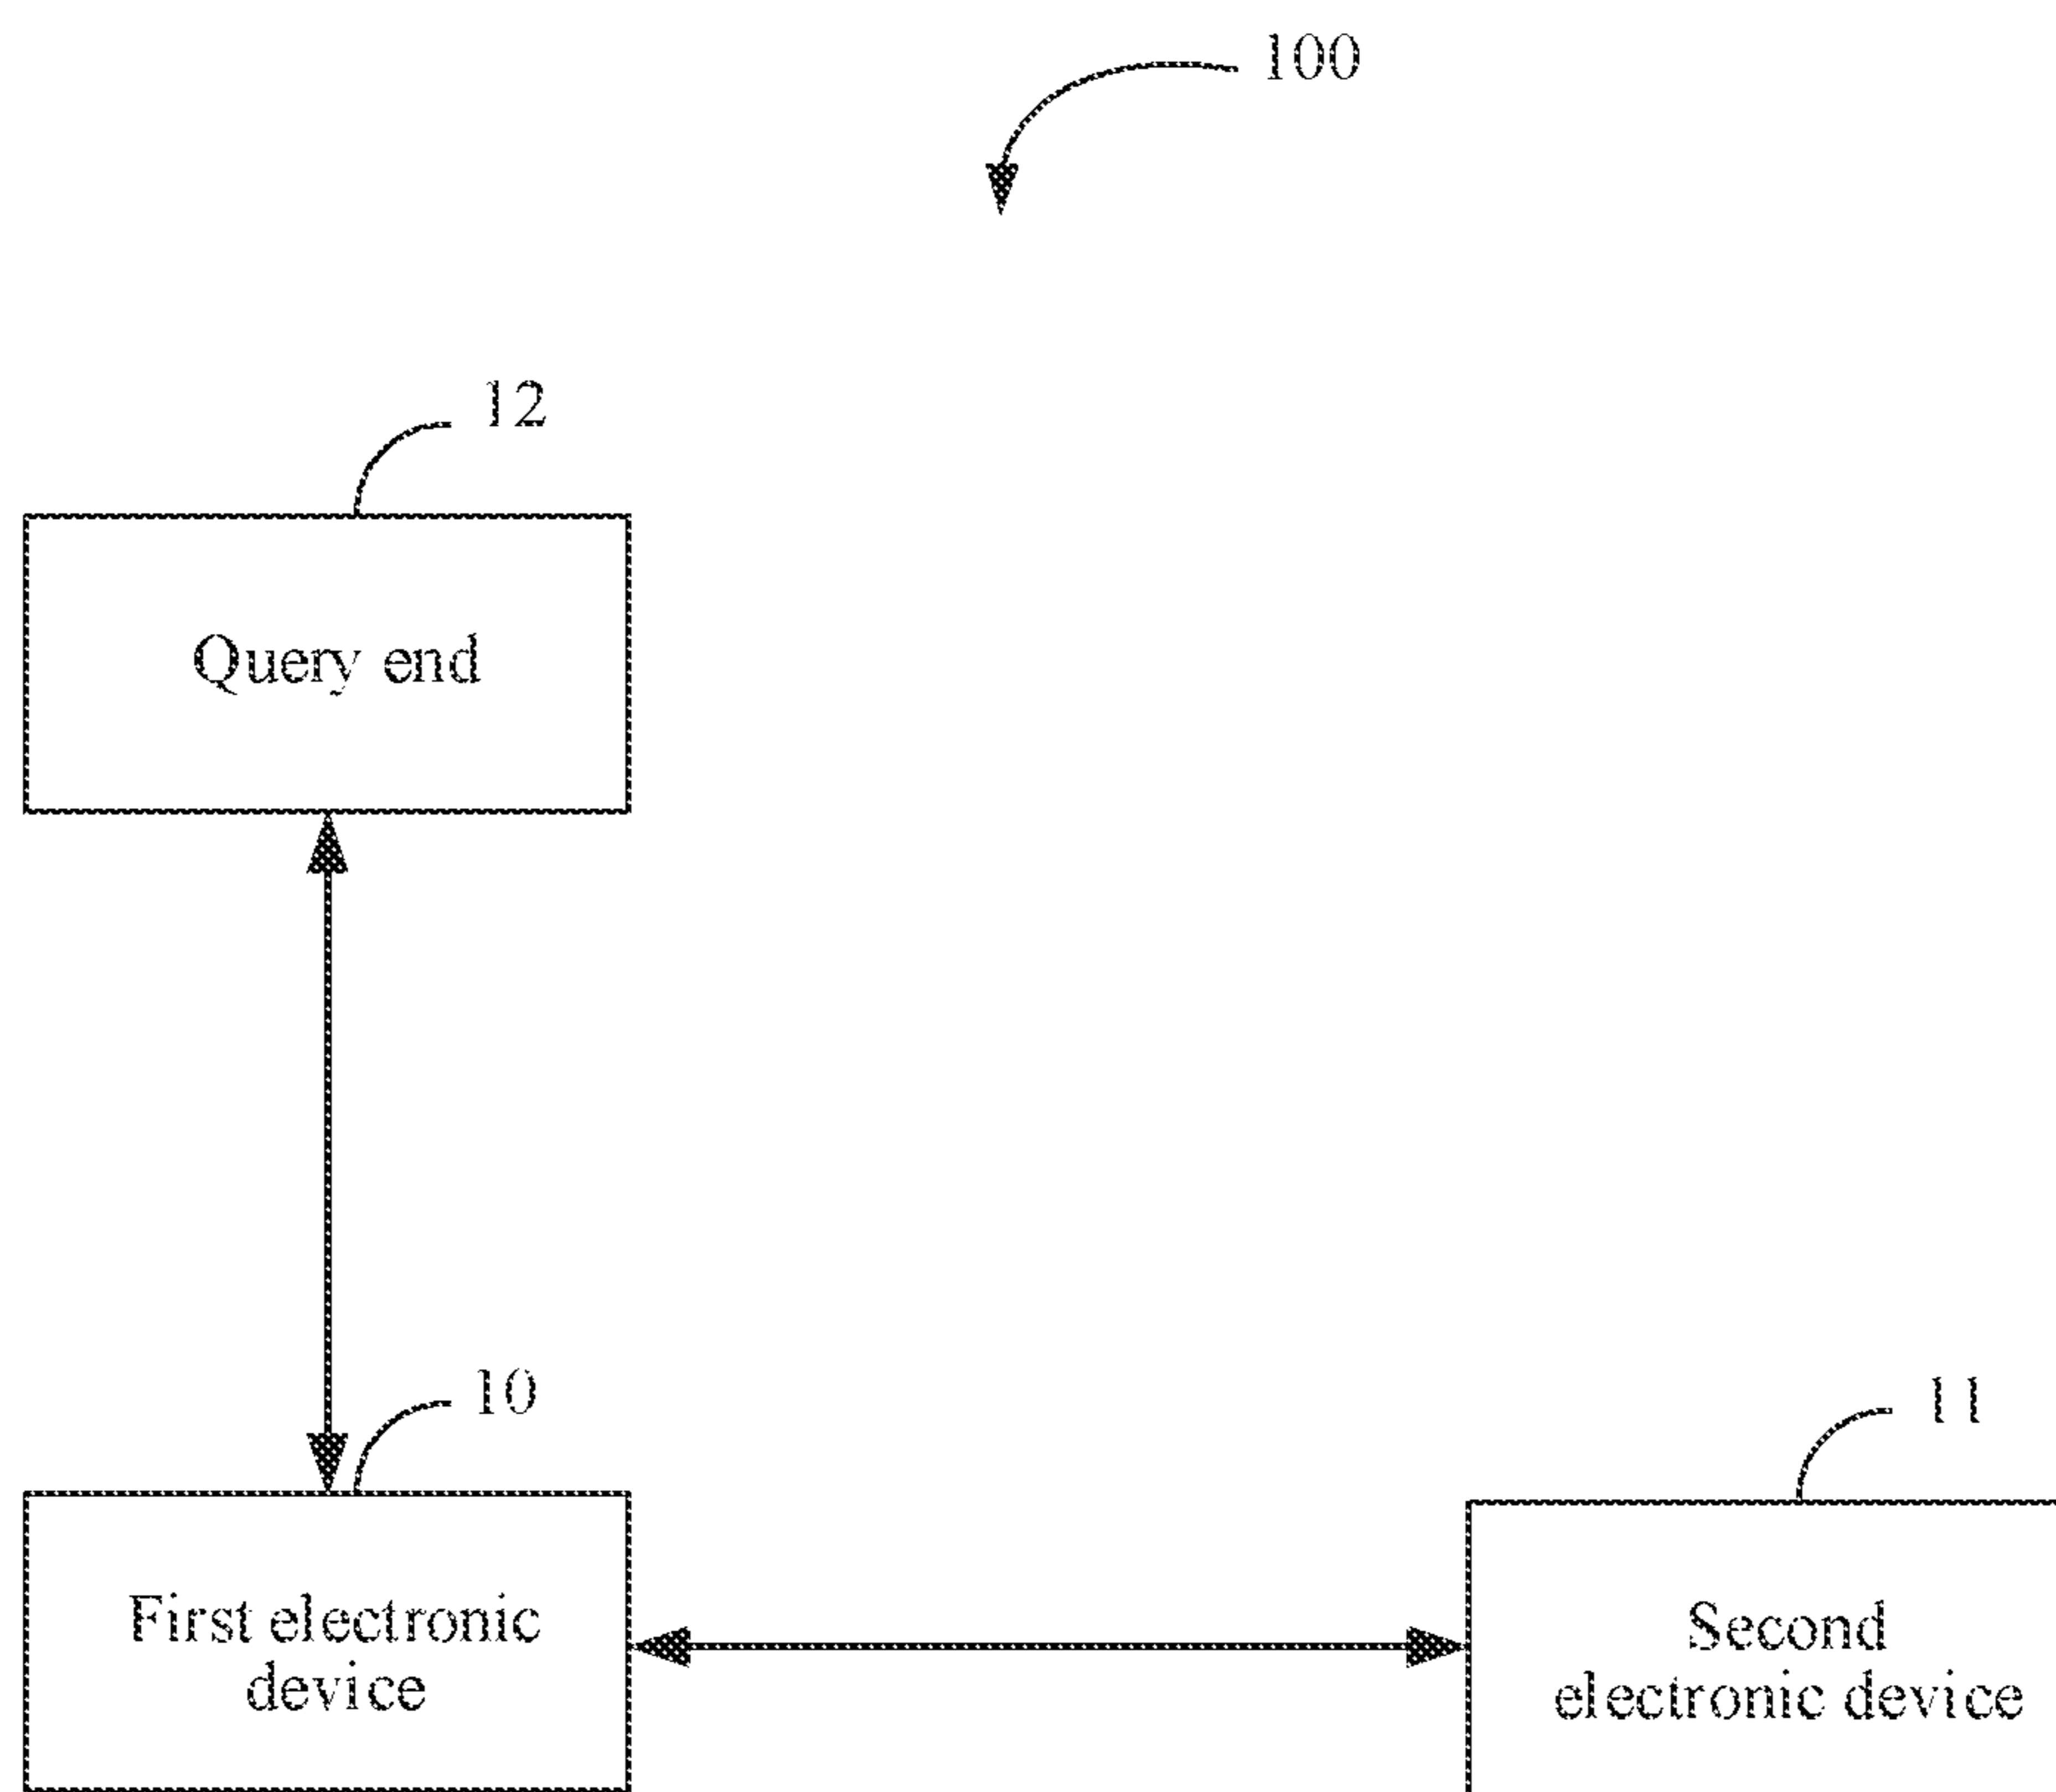 100
12
Query end
10
11
First electronic
device
Second
electronic device